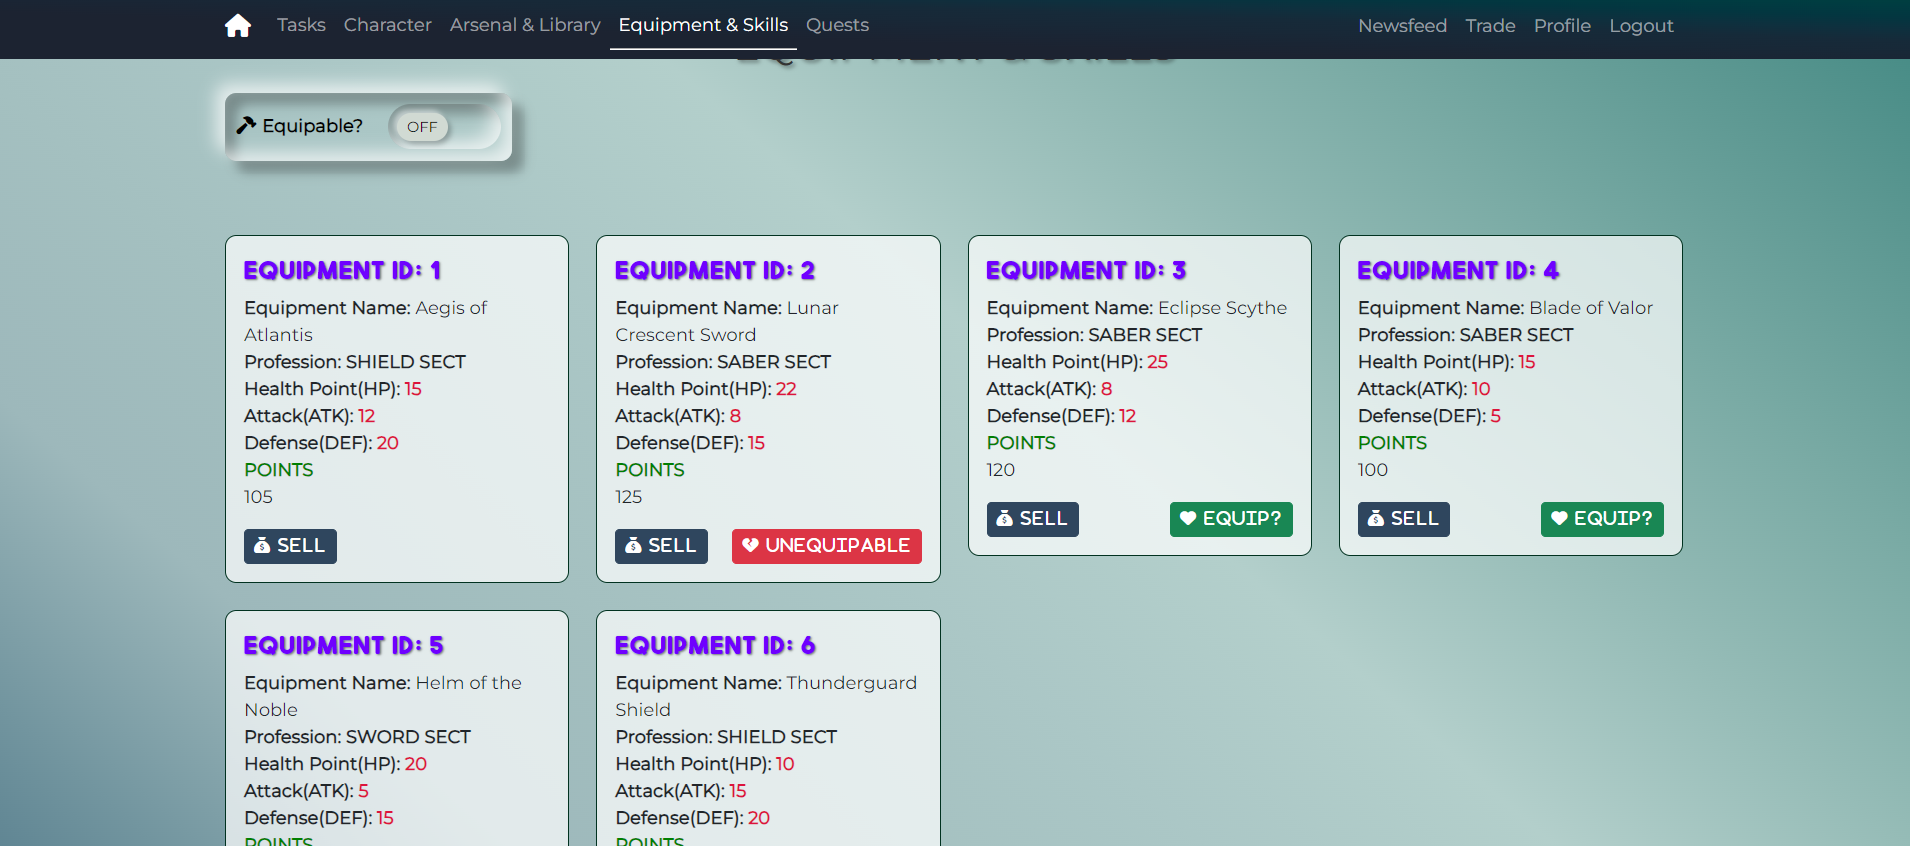 Tasks Character Arsenal & Library Equipment & Skills Quests Newsfeed Trade Profile Logout
EQUIPMENT & SKILLS
Equipable? OFF
EQUIPMENT ID: 1
Equipment Name: Aegis of
Atlantis
Profession: SHIELD SECT
Health Point(HP): 15
Attack(ATK): 12
Defense(DEF): 20
POINTS
105
SELL
EQUIPMENT ID: 2
Equipment Name: Lunar
Crescent Sword
Profession: SABER SECT
Health Point(HP): 22
Attack(ATK): 8
Defense(DEF): 15
POINTS
125
SELL UNEQUIPABLE
EQUIPMENT ID: 3
Equipment Name: Eclipse Scythe
Profession: SABER SECT
Health Point(HP): 25
Attack(ATK): 8
Defense(DEF): 12
POINTS
120
SELL EQUIP?
EQUIPMENT ID: 4
Equipment Name: Blade of Valor
Profession: SABER SECT
Health Point(HP): 15
Attack(ATK): 10
Defense(DEF): 5
POINTS
100
SELL EQUIP?
EQUIPMENT ID: 5
Equipment Name: Helm of the
Noble
Profession: SWORD SECT
Health Point(HP): 20
Attack(ATK): 5
Defense(DEF): 15
POINTS
EQUIPMENT ID: 6
Equipment Name: Thunderguard
Shield
Profession: SHIELD SECT
Health Point(HP): 10
Attack(ATK): 15
Defense(DEF): 20
POINTS